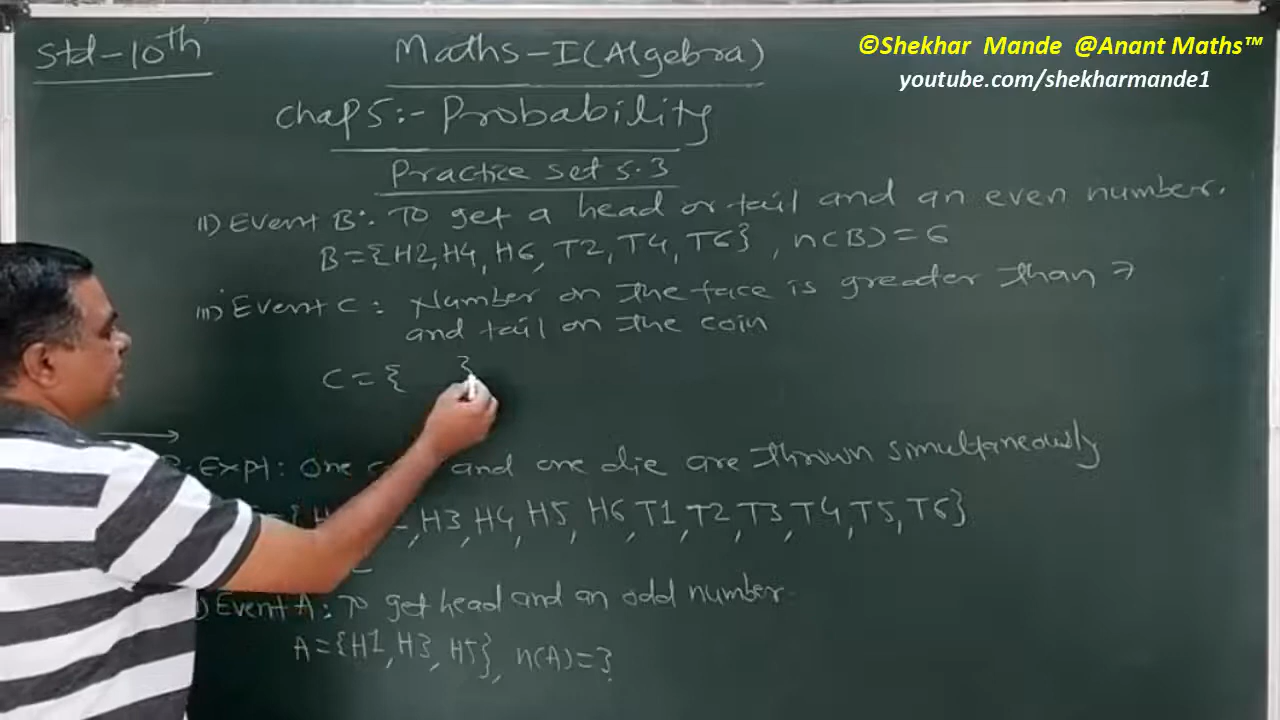 Std-10th
Maths-I(Algebra)
©Shekhar Mande @Anant Maths™
youtube.com/shekharmande1
Chap 5:- Probability
Practice set 5.3
ii) Event B: To get a head or tail and an even number.
B={H2,H4, H6, T2, T4, T6}, n(B)=6
iii) Event C: Number on the face is greater than 7
and tail on the coin
C={ }
Expt: One and one die are thrown simultaneously
,H3,H4,H5,H6,T1,T2,T3,T4,T5,T6}
i) Event A: To get head and an odd number.
A={H1,H3,H5}, n(A)=3